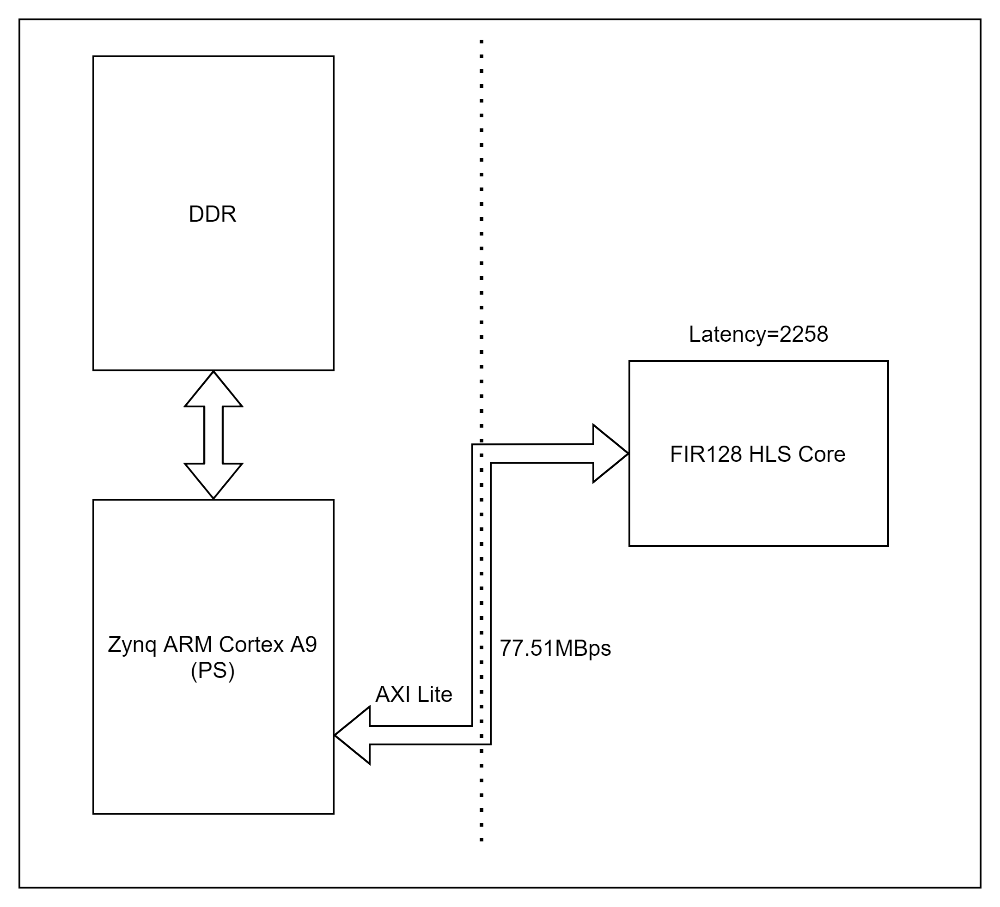 DDR
Latency=2258
FIR128 HLS Core
Zynq ARM Cortex A9
(PS)
77.51MBps
AXI Lite